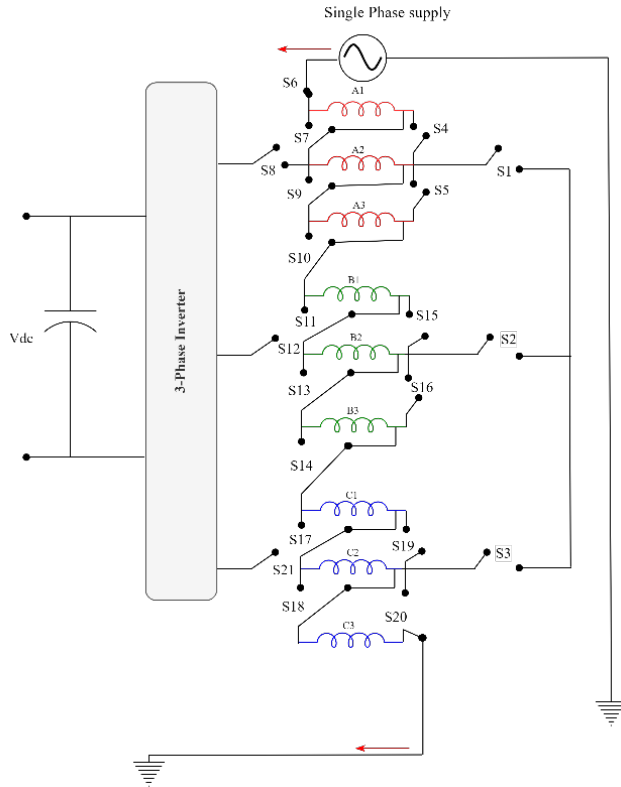 Single Phase supply
S6
A1
S7
S4
A2
S8
S1
S9
S5
A3
S10
B1
S11
S15
Vdc
3-Phase Inverter
S12
B2
S2
S13
S16
B3
S14
C1
S17
S19
C2
S3
S21
S18
S20
C3